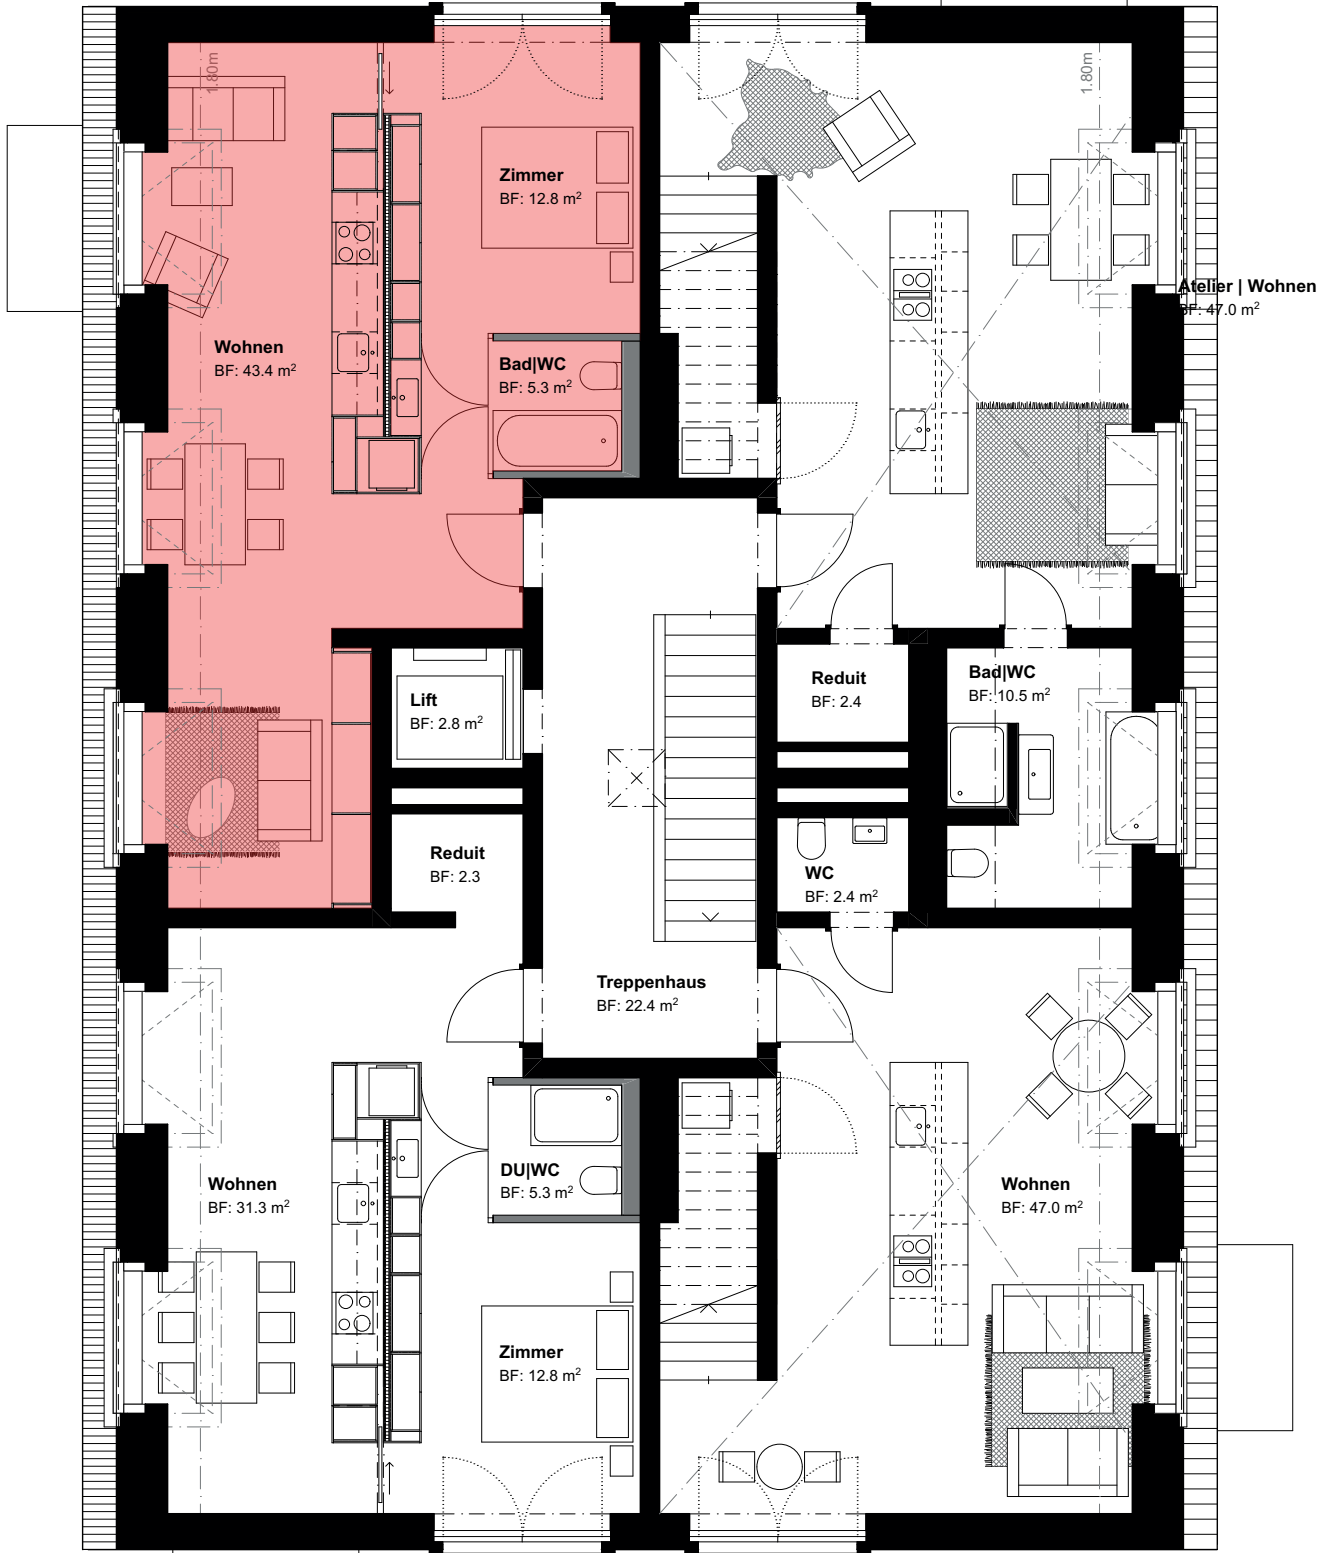 1.80m
1.80m
Zimmer
BF: 12.8 m²
Atelier | Wohnen
BF: 47.0 m²
Wohnen
BF: 43.4 m²
Bad|WC
BF: 5.3 m²
Lift
BF: 2.8 m²
Reduit
BF: 2.4
Bad|WC
BF: 10.5 m²
Reduit
BF: 2.3
WC
BF: 2.4 m²
Treppenhaus
BF: 22.4 m²
Wohnen
BF: 31.3 m²
DU|WC
BF: 5.3 m²
Wohnen
BF: 47.0 m²
Zimmer
BF: 12.8 m²